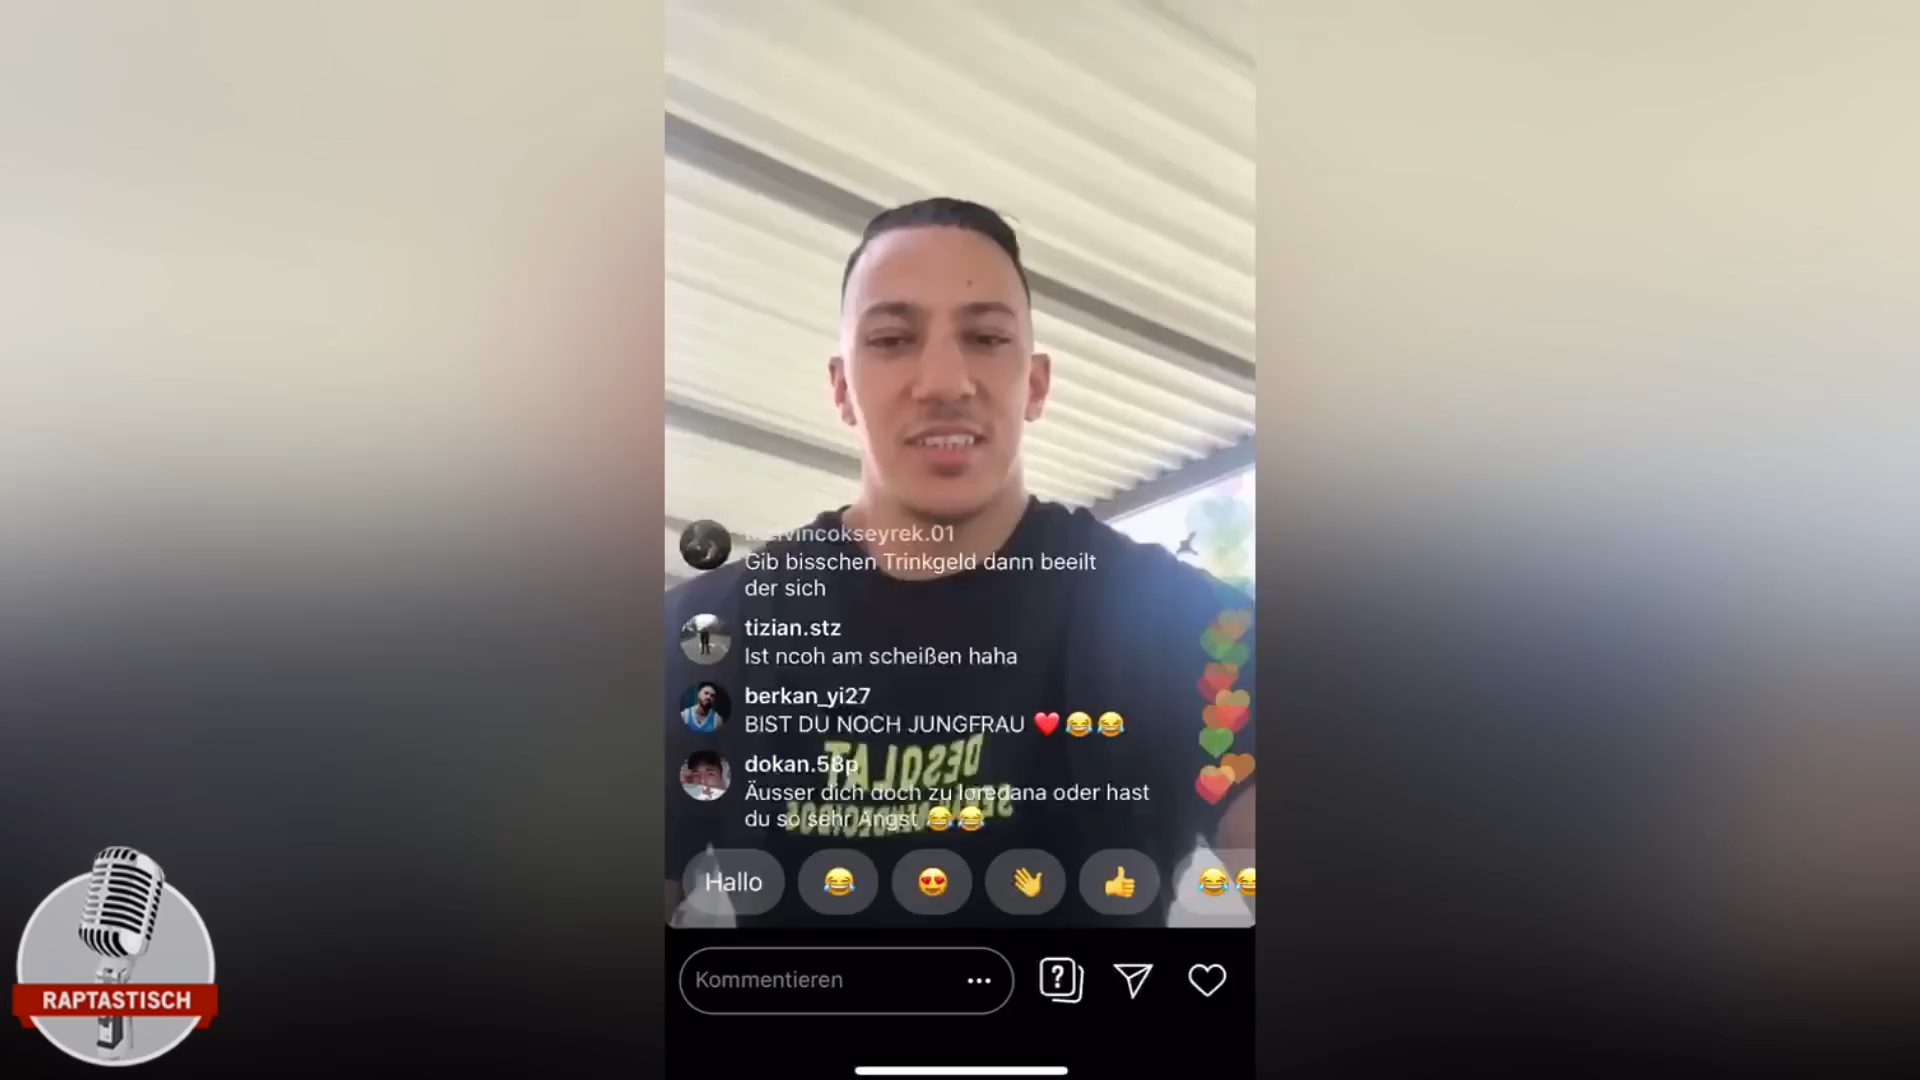 Gib bisschen Trinkgeld dann beeilt
der sich
tizian.stz
Ist ncoh am scheißen haha
berkan_yi27
BIST DU NOCH JUNGFRAU ❤️😂😂
dokan.58p
Äusser dich doch zu loredana oder hast
du so sehr Angst 😂😂
DESOLAT
Hallo
Kommentieren
RAPTASTISCH